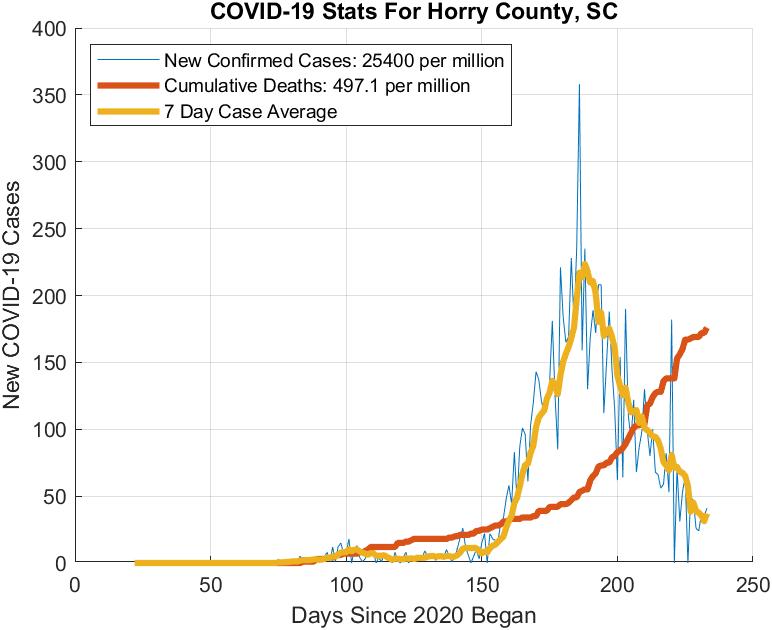 COVID-19 Stats For Horry County, SC
400
350
300
250
200
150
100
50
0
New COVID-19 Cases
New Confirmed Cases: 25400 per million
Cumulative Deaths: 497.1 per million
7 Day Case Average
0 50 100 150 200 250
Days Since 2020 Began